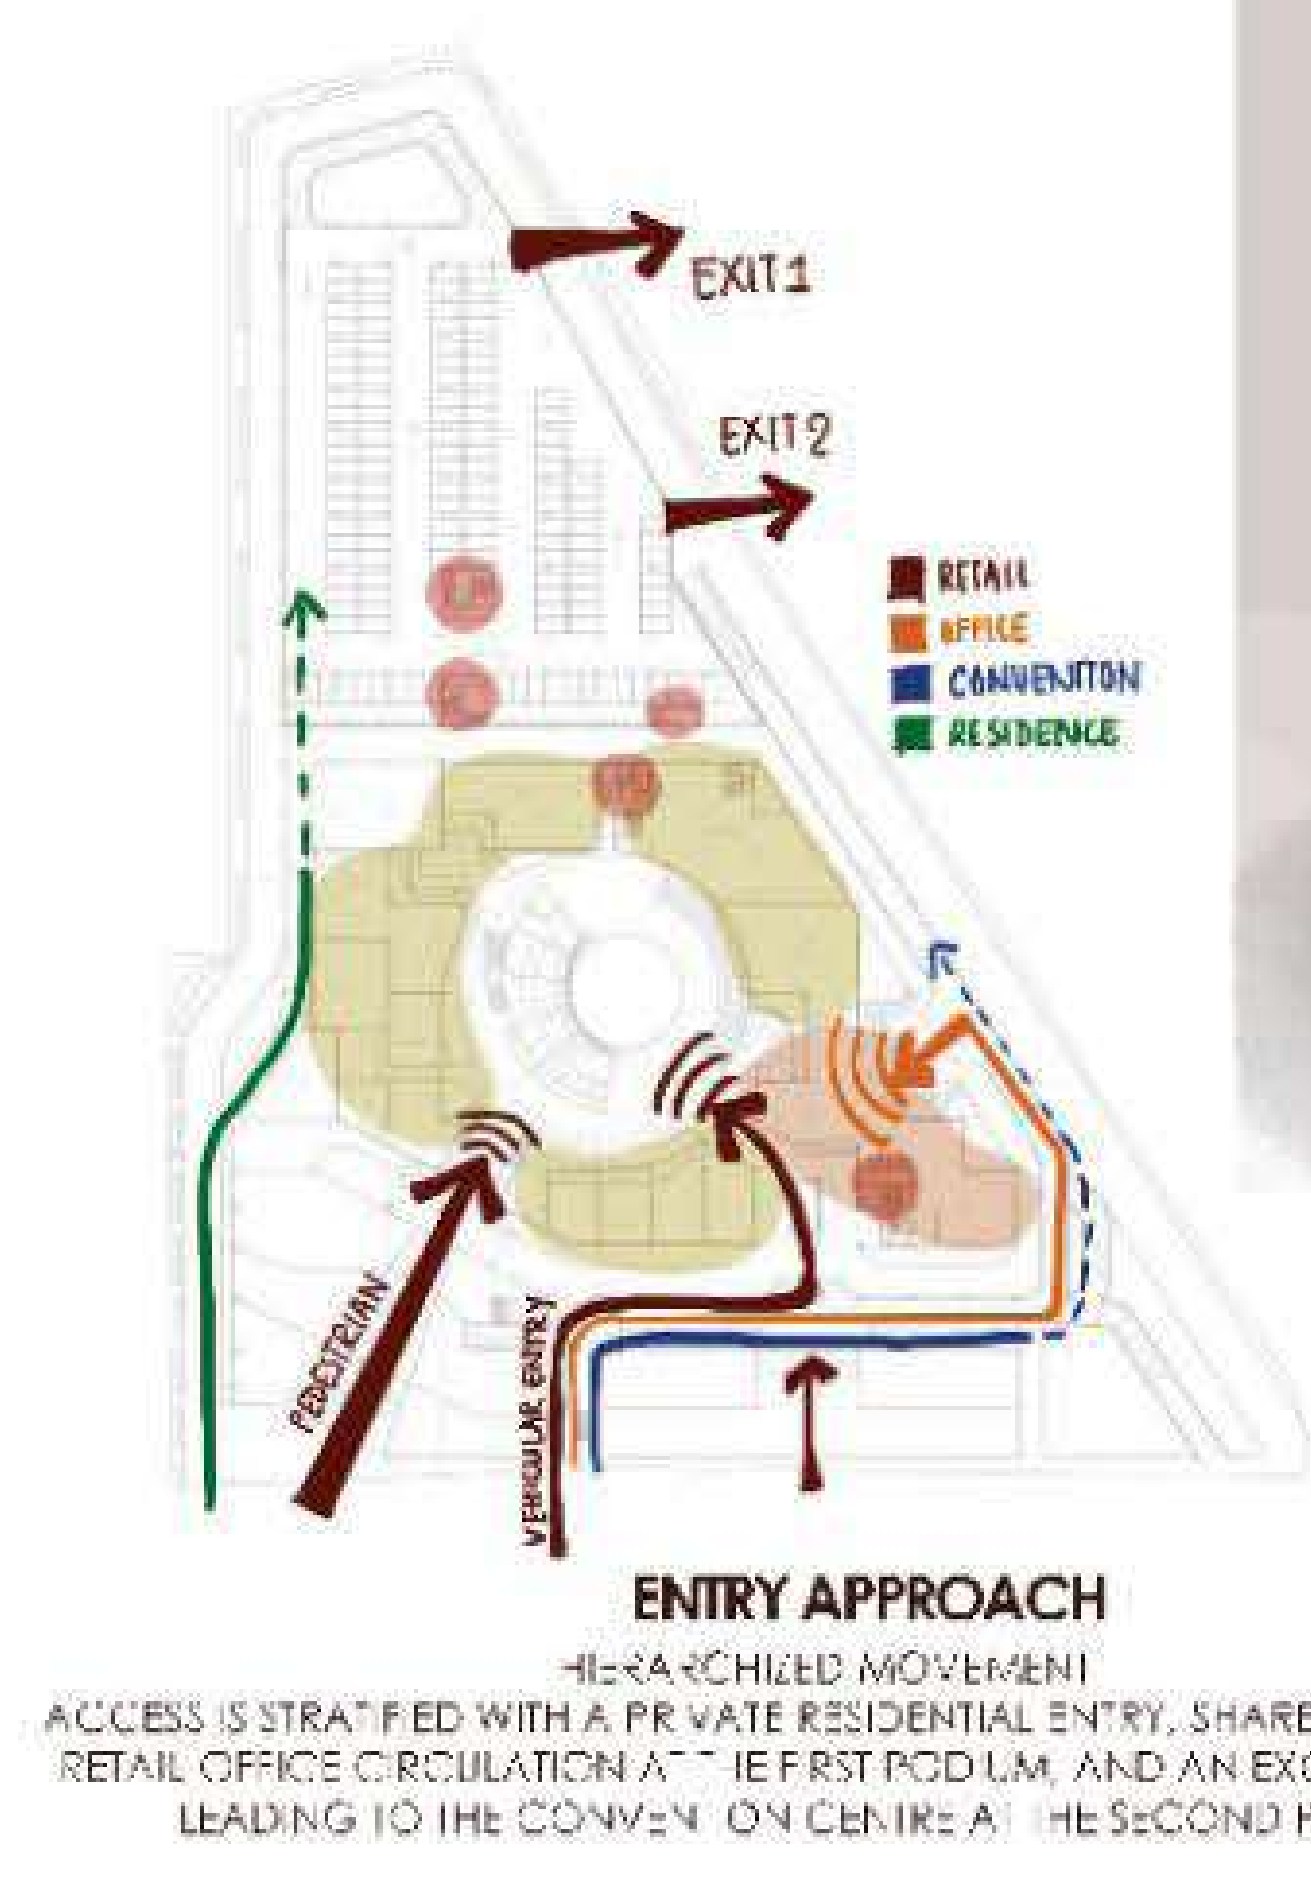 EXIT 1
EXIT 2
RETAIL
OFFICE
CONVENITON
RESIDENCE
PEDESTRIAN
VEHICULAR ENTRY
ENTRY APPROACH
HIERARCHIZED MOVEMENT
ACCESS IS STRATIFIED WITH A PRIVATE RESIDENTIAL ENTRY, SHARE
RETAIL OFFICE CIRCULATION AT THE FIRST PODIUM, AND AN EXC
LEADING TO THE CONVENTION CENTRE AT THE SECOND